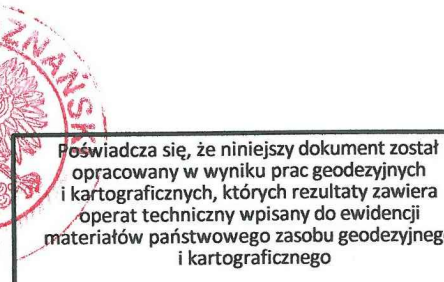 ZNAŃSK
Poświadcza się, że niniejszy dokument został
opracowany w wyniku prac geodezyjnych
i kartograficznych, których rezultaty zawiera
operat techniczny wpisany do ewidencji
materiałów państwowego zasobu geodezyjneg
i kartograficznego